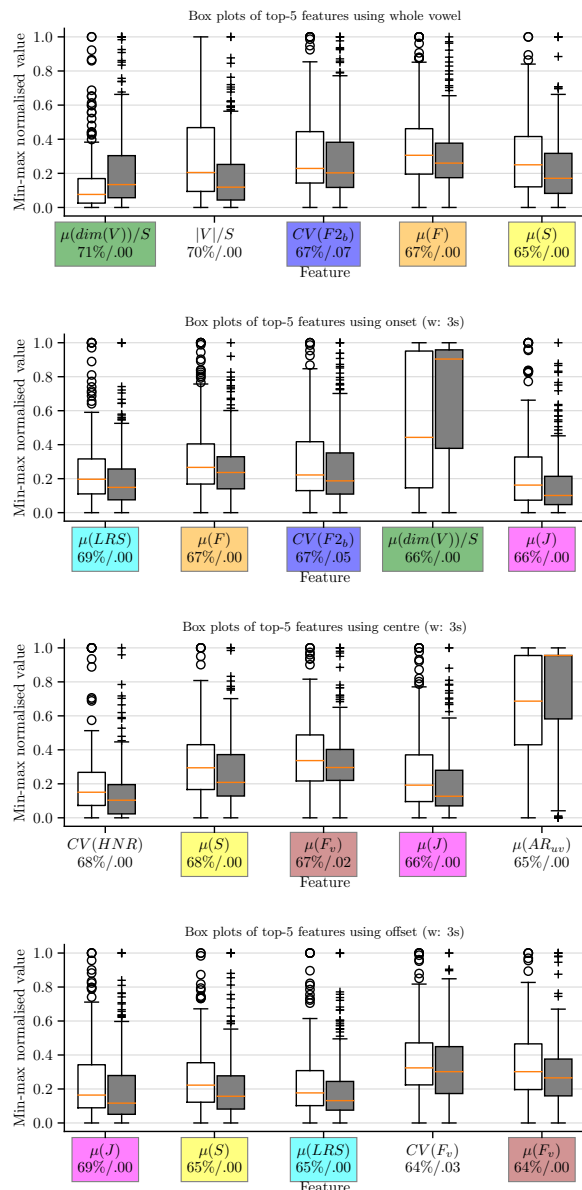 Box plots of top-5 features using whole vowel
Min-max normalised value
1.0
0.8
0.6
0.4
0.2
0.0
μ(dim(V))/S |V|/S CV(F2_b) μ(F) μ(S)
71%/.00 70%/.00 67%/.07 67%/.00 65%/.00
Feature
Box plots of top-5 features using onset (w: 3s)
Min-max normalised value
1.0
0.8
0.6
0.4
0.2
0.0
μ(LRS) μ(F) CV(F2_b) μ(dim(V))/S μ(J)
69%/.00 67%/.00 67%/.05 66%/.00 66%/.00
Feature
Box plots of top-5 features using centre (w: 3s)
Min-max normalised value
1.0
0.8
0.6
0.4
0.2
0.0
CV(HNR) μ(S) μ(F_v) μ(J) μ(AR_uv)
68%/.00 68%/.00 67%/.02 66%/.00 65%/.00
Feature
Box plots of top-5 features using offset (w: 3s)
Min-max normalised value
1.0
0.8
0.6
0.4
0.2
0.0
μ(J) μ(S) μ(LRS) CV(F_v) μ(F_v)
69%/.00 65%/.00 65%/.00 64%/.03 64%/.00
Feature